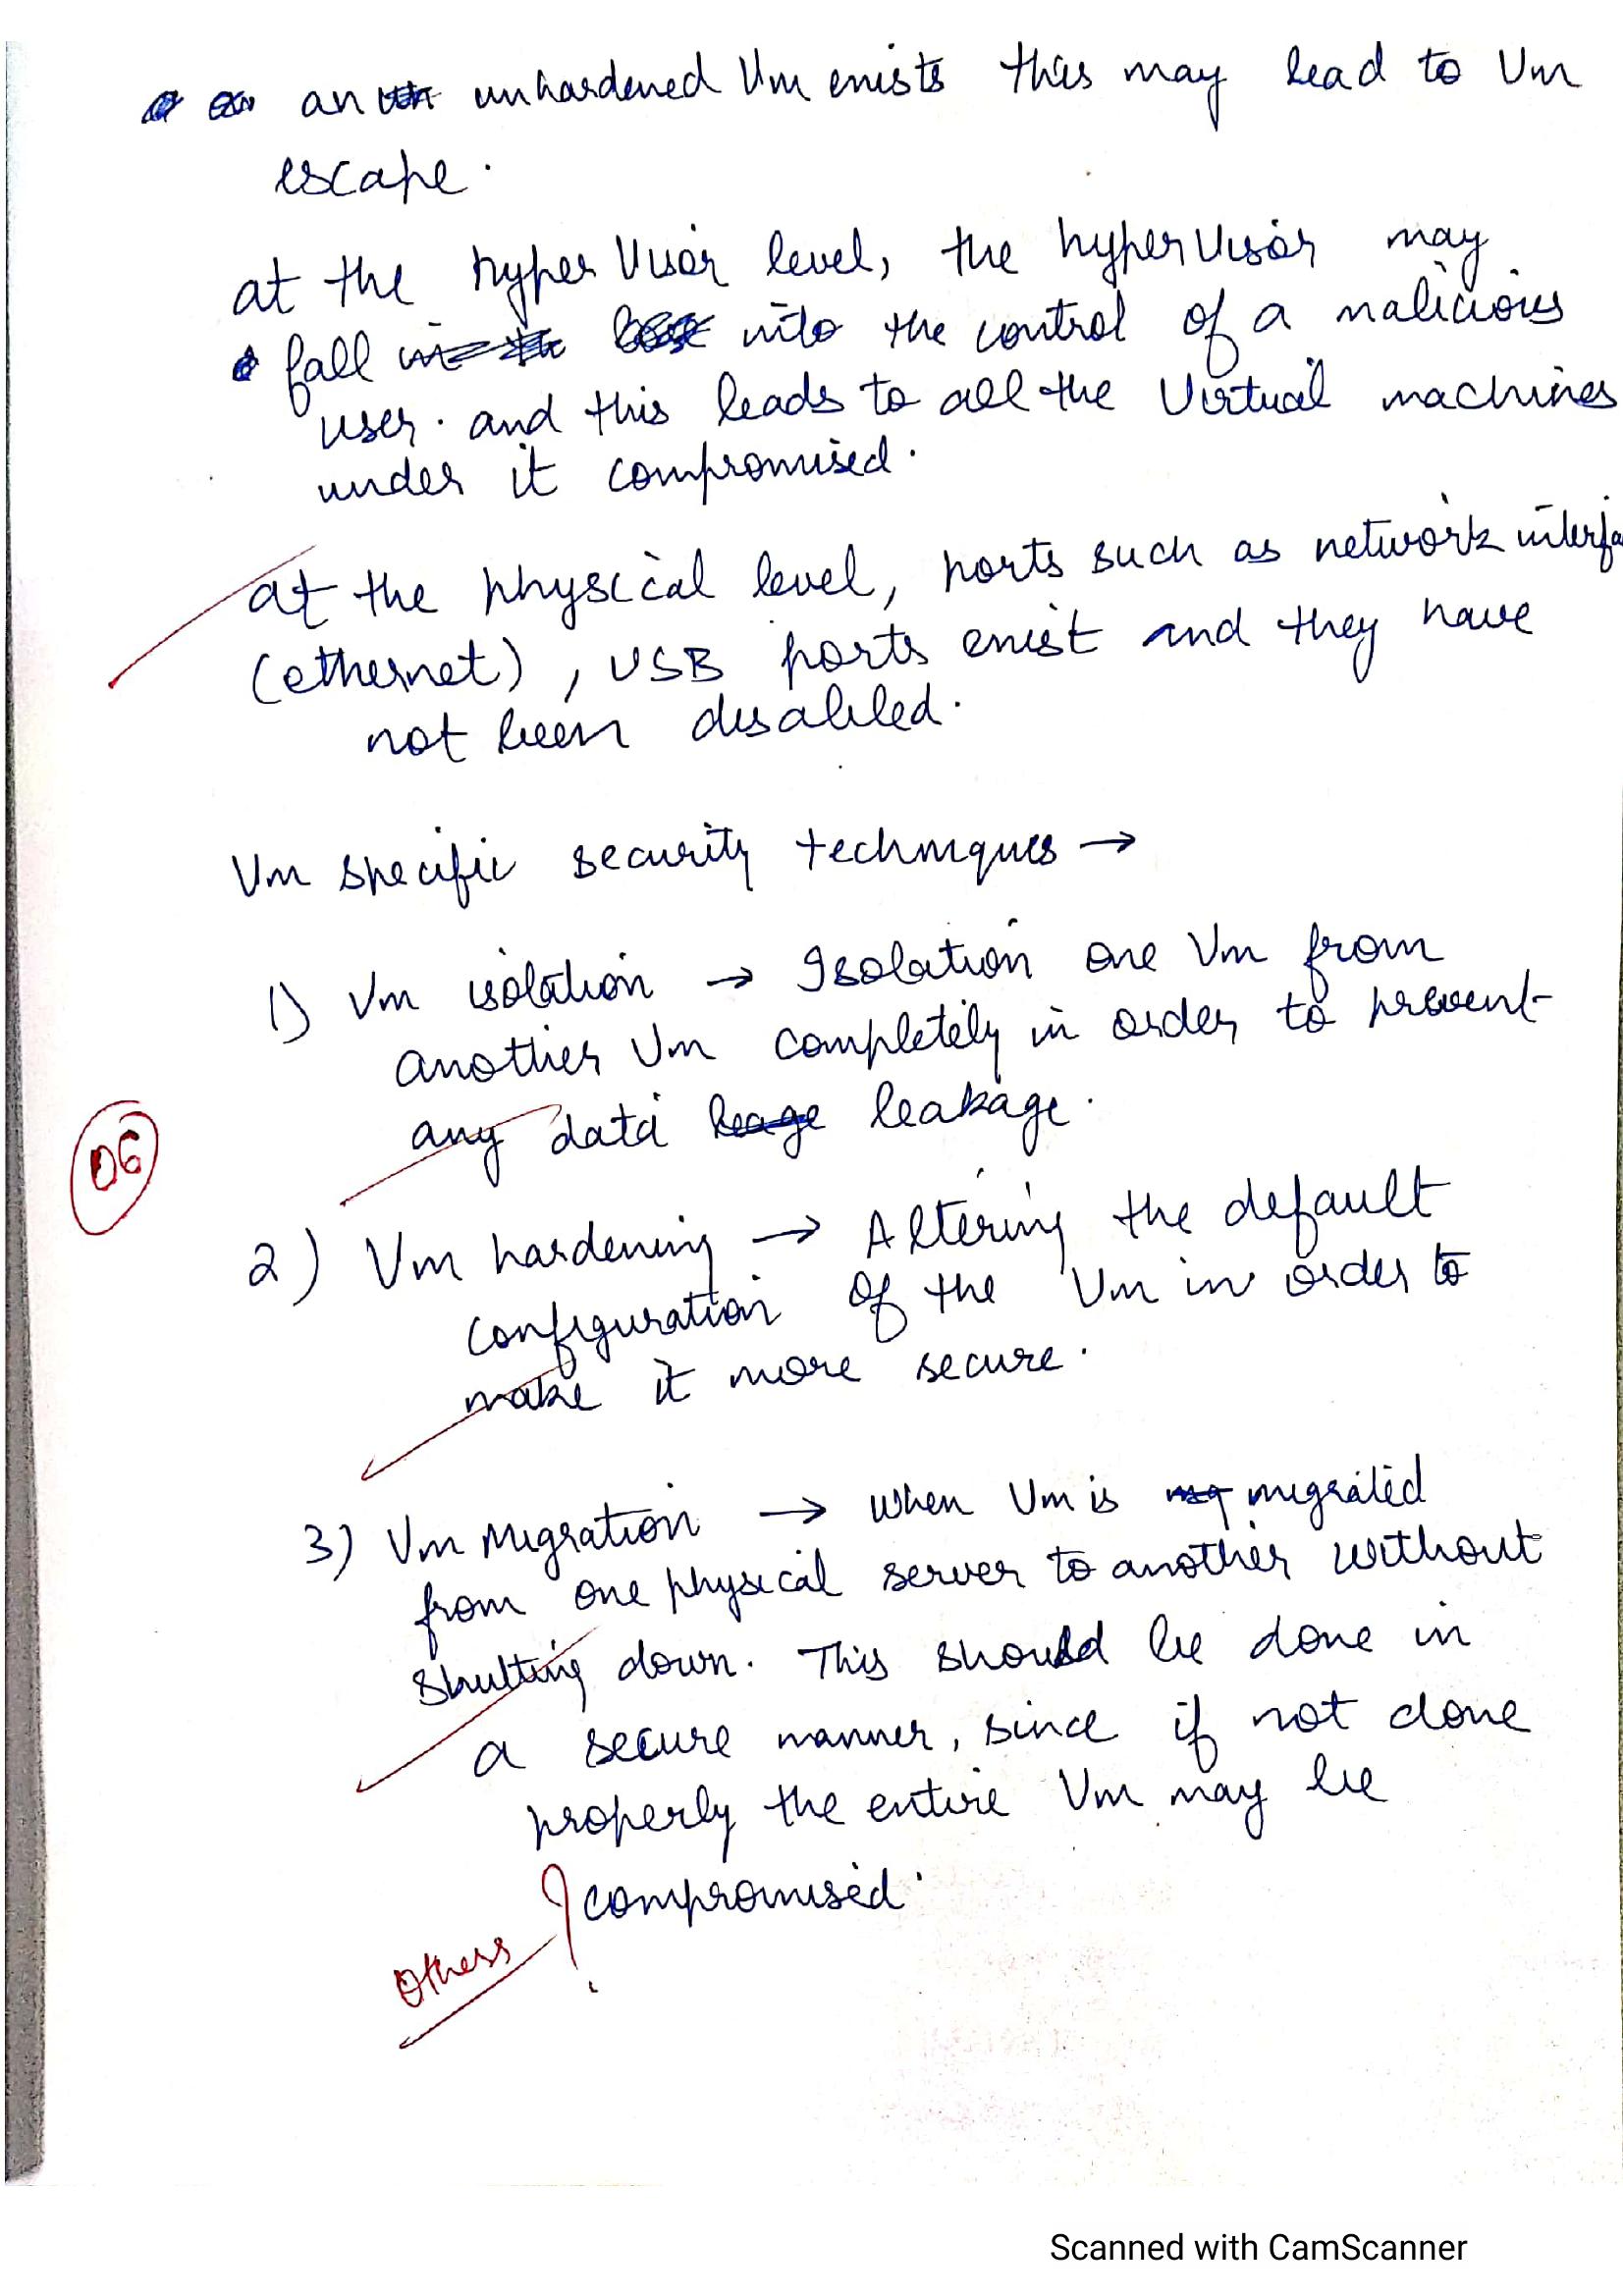 an unhardened Vm exists this may lead to Vm
escape.
at the hyper Visor level, the hyper Visor may
fall into the control of a malicious
user. and this leads to all the Virtual machines
under it compromised.
at the physical level, ports such as network interfa
(ethernet), USB ports exist and they have
not been disabled.
Vm specific security techniques →
1) Vm isolation → Isolation one Vm from
another Vm completely in order to prevent
any data leakage.
06
2) Vm hardening → Altering the default
configuration of the Vm in order to
make it more secure.
3) Vm Migration → when Vm is migrated
from one physical server to another without
shutting down. This should be done in
a secure manner, since if not done
properly the entire Vm may be
compromised.
Others ?
Scanned with CamScanner